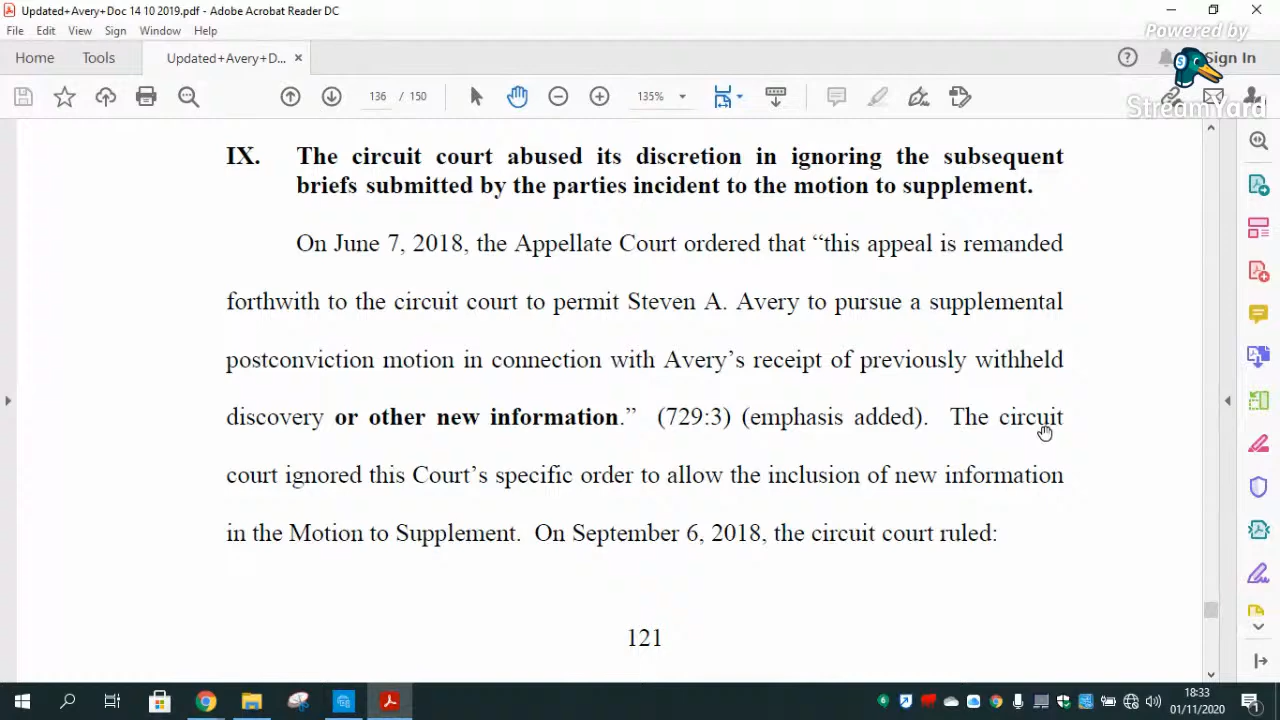 Updated+Avery+Doc 14 10 2019.pdf - Adobe Acrobat Reader DC
File Edit View Sign Window Help
Powered by
Home Tools Updated+Avery+D... × Sign In
StreamYard
136 / 150 135%
IX. The circuit court abused its discretion in ignoring the subsequent
briefs submitted by the parties incident to the motion to supplement.
On June 7, 2018, the Appellate Court ordered that “this appeal is remanded
forthwith to the circuit court to permit Steven A. Avery to pursue a supplemental
postconviction motion in connection with Avery’s receipt of previously withheld
discovery or other new information.” (729:3) (emphasis added). The circuit
court ignored this Court’s specific order to allow the inclusion of new information
in the Motion to Supplement. On September 6, 2018, the circuit court ruled:
121
18:33
01/11/2020